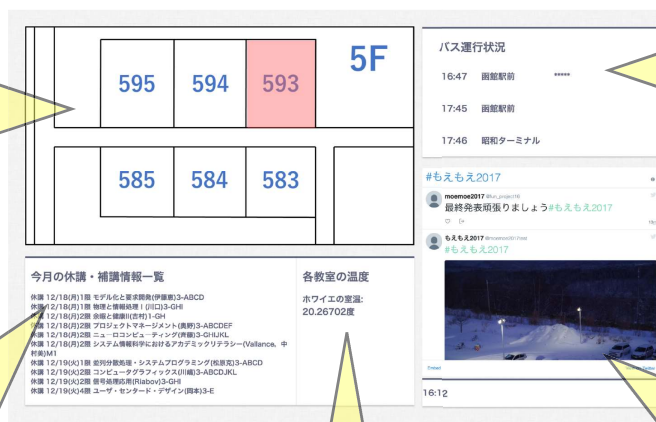 5F
595
594
593
585
584
583
バス運行状況
16:47 函館駅前 *****
17:45 函館駅前
17:46 昭和ターミナル
#もえもえ2017
moemoe2017
最終発表頑張りましょう#もえもえ2017
もえもえ2017
#もえもえ2017
Embed
今月の休講・補講情報一覧
休講 12/18(月)1限 モデル化と要求開発(伊藤恵)3-ABCD
休講 12/18(月)1限 物理と情報処理Ⅰ(川口)3-GHI
休講 12/18(月)2限 余暇と健康II(古村)1-GH
休講 12/18(月)2限 プロジェクトマネージメント(奥野)3-ABCDEF
休講 12/18(月)2限 ニューロコンピューティング(斉藤)3-GHIJKL
休講 12/18(月)2限 システム情報科学におけるアカデミックリテラシー(Vallance、中
村美)M1
休講 12/19(火)1限 並列分散処理・システムプログラミング(松原克)3-ABCD
休講 12/19(火)2限 コンピュータグラフィックス(川嶋)3-ABCDJKL
休講 12/19(火)2限 信号処理応用(Riabov)3-GHI
休講 12/19(火)4限 ユーザ・センタード・デザイン(岡本)3-E
各教室の温度
ホワイエの室温:
20.26702度
16:12